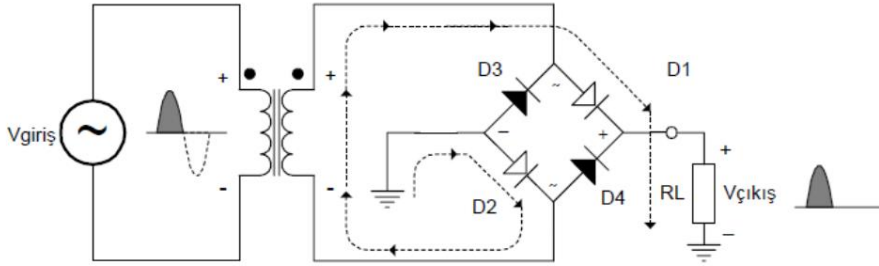 D3
D1
+
+
~
Vgiriş
~
−
+
+
-
-
~
D2
D4
RL
Vçıkış
−